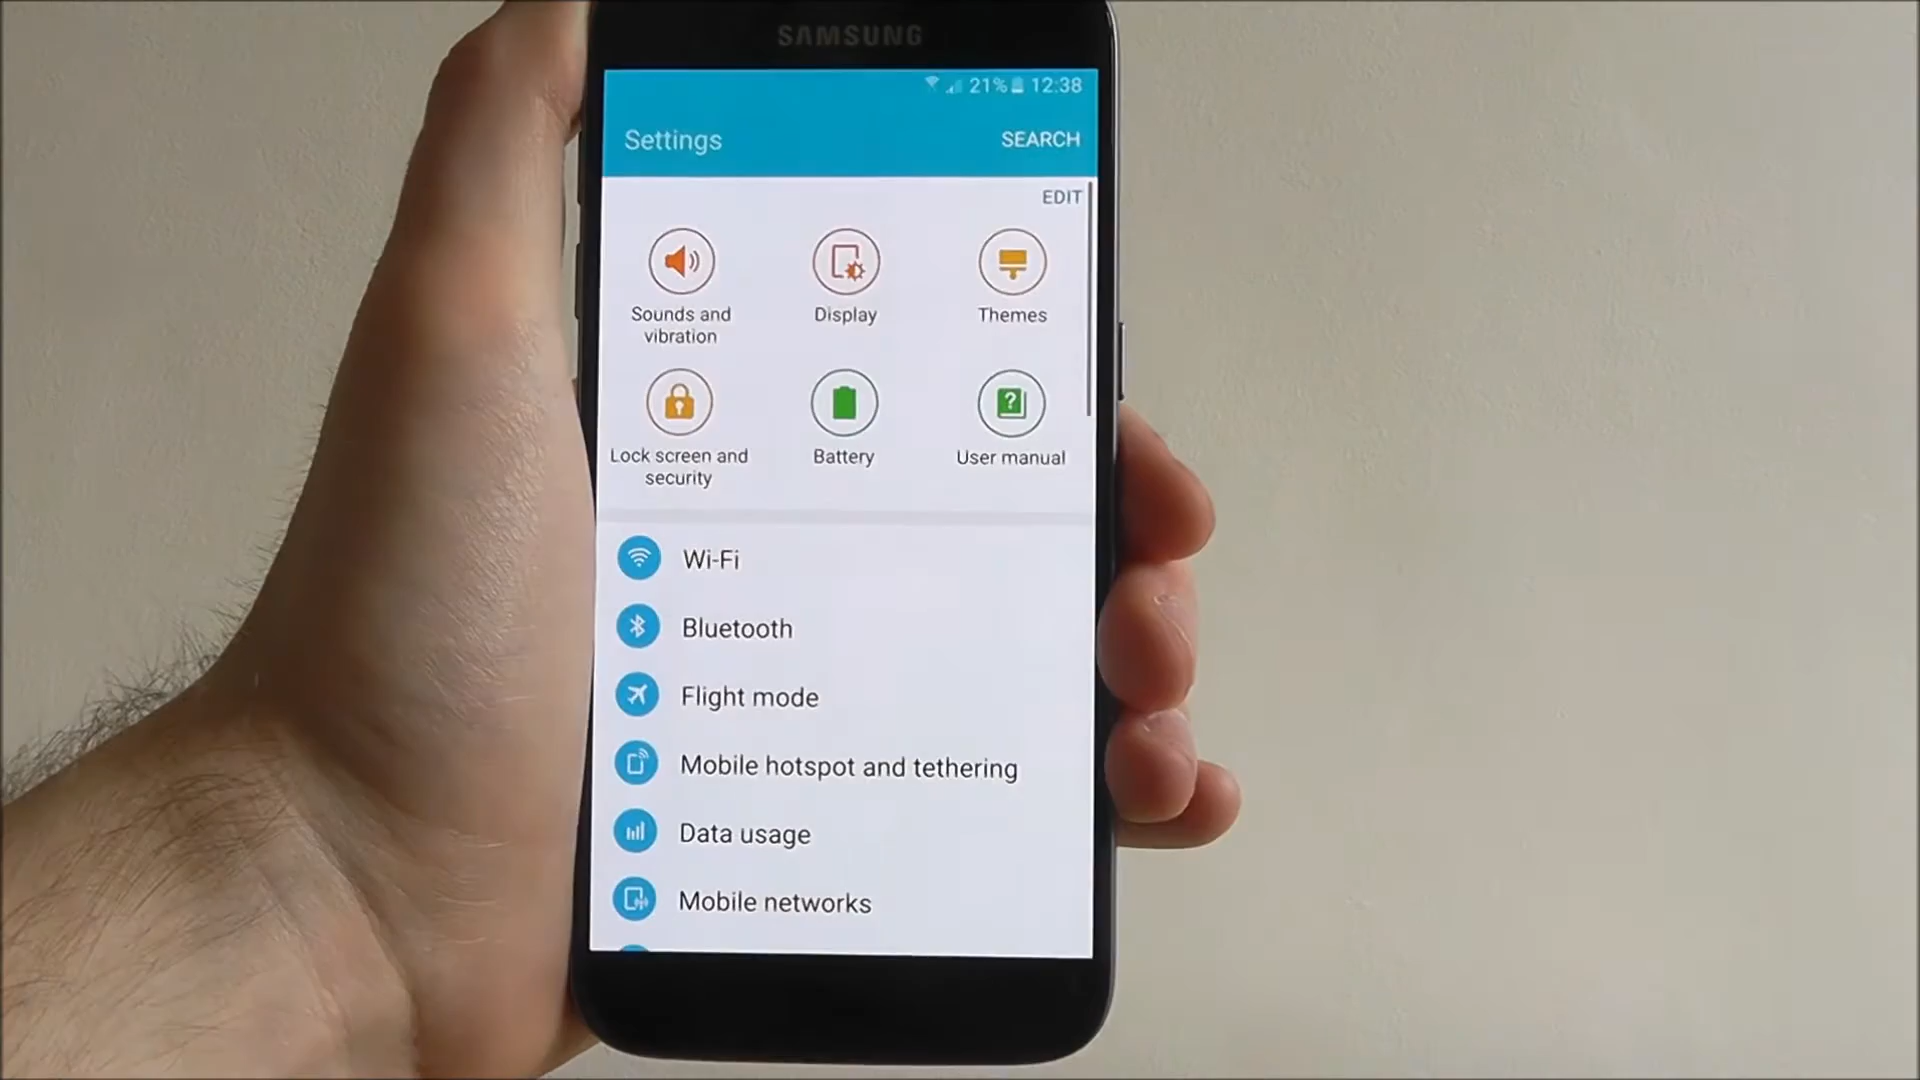 SAMSUNG
21% 12:38
Settings
SEARCH
EDIT
Sounds and
vibration
Display
Themes
Lock screen and
security
Battery
User manual
Wi-Fi
Bluetooth
Flight mode
Mobile hotspot and tethering
Data usage
Mobile networks